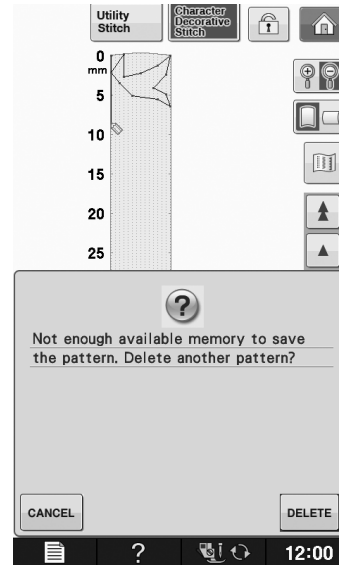 Utility
Stitch
Character
Decorative
Stitch
0
mm
5
10
15
20
25
?
Not enough available memory to save
the pattern. Delete another pattern?
CANCEL
DELETE
?
12:00